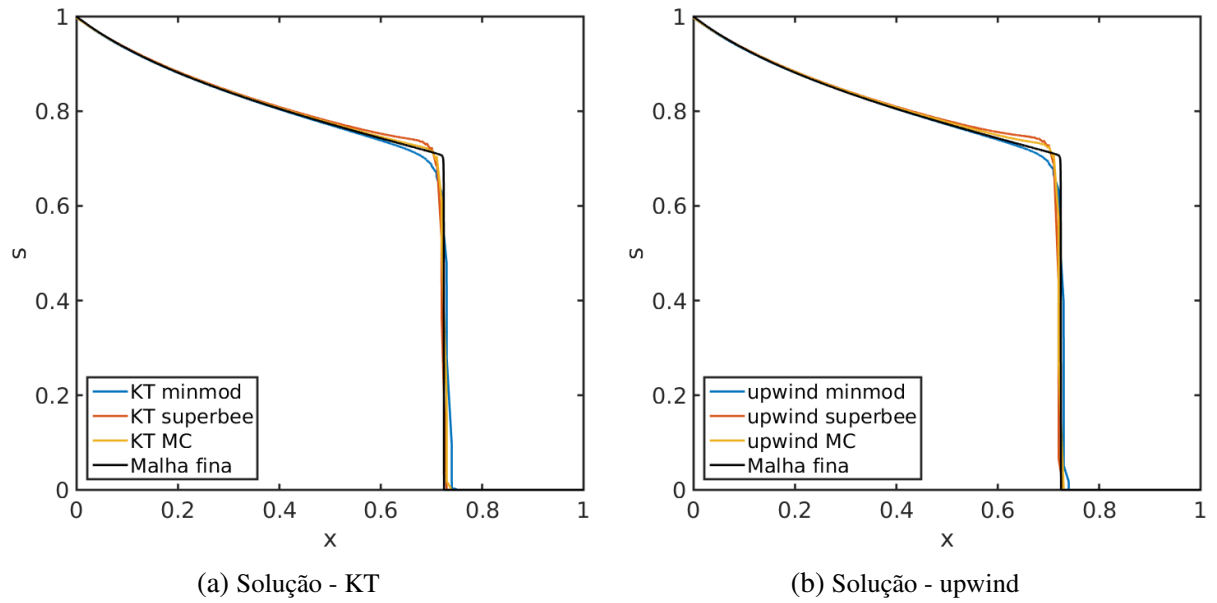 1
0.8
0.6
0.4
0.2
0
s
KT minmod
KT superbee
KT MC
Malha fina
0 0.2 0.4 0.6 0.8 1
x
(a) Solução - KT
1
0.8
0.6
0.4
0.2
0
s
upwind minmod
upwind superbee
upwind MC
Malha fina
0 0.2 0.4 0.6 0.8 1
x
(b) Solução - upwind